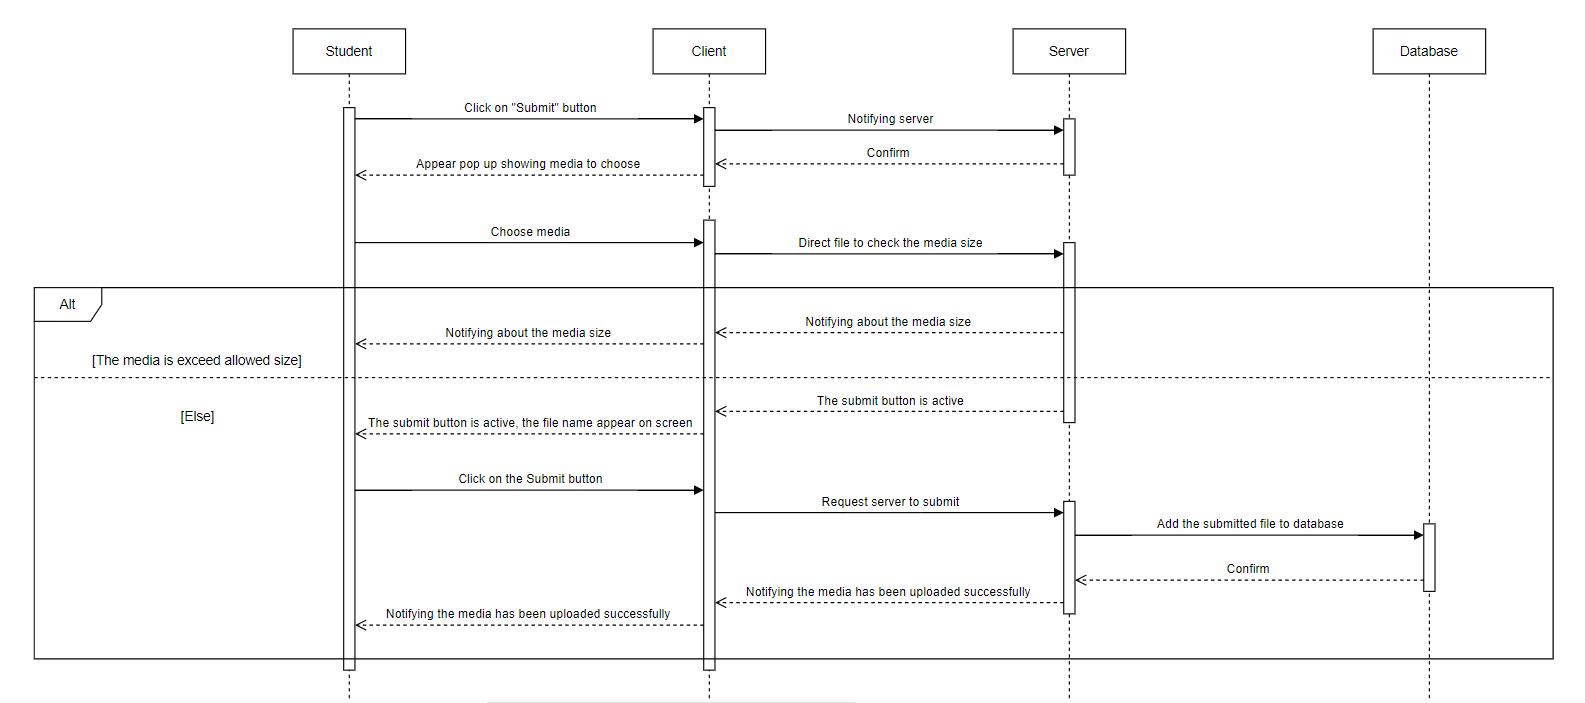 Student
Client
Server
Database
Click on "Submit" button
Notifying server
Confirm
Appear pop up showing media to choose
Choose media
Direct file to check the media size
Alt
Notifying about the media size
Notifying about the media size
[The media is exceed allowed size]
The submit button is active
[Else]
The submit button is active, the file name appear on screen
Click on the Submit button
Request server to submit
Add the submitted file to database
Confirm
Notifying the media has been uploaded successfully
Notifying the media has been uploaded successfully